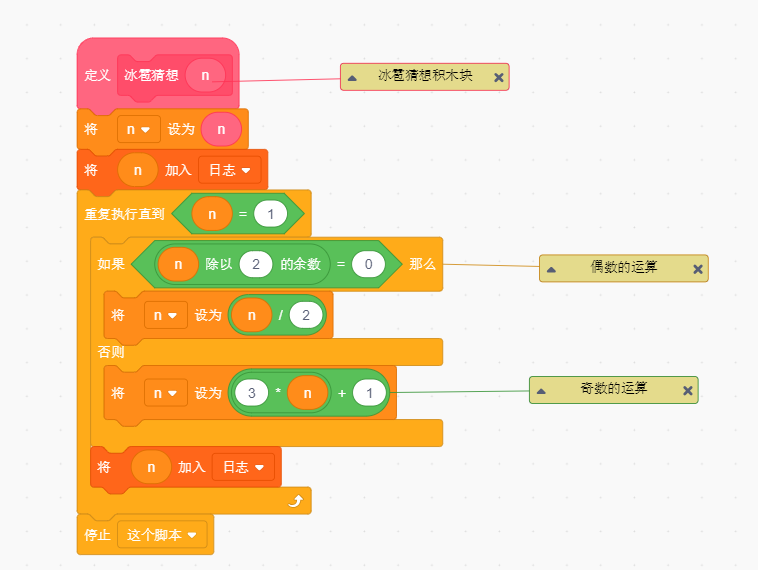 定义 冰雹猜想 n
冰雹猜想积木块
将 n 设为 n
将 n 加入 日志
重复执行直到 n = 1
如果 n 除以 2 的余数 = 0 那么
偶数的运算
将 n 设为 n / 2
否则
将 n 设为 3 * n + 1
奇数的运算
将 n 加入 日志
停止 这个脚本